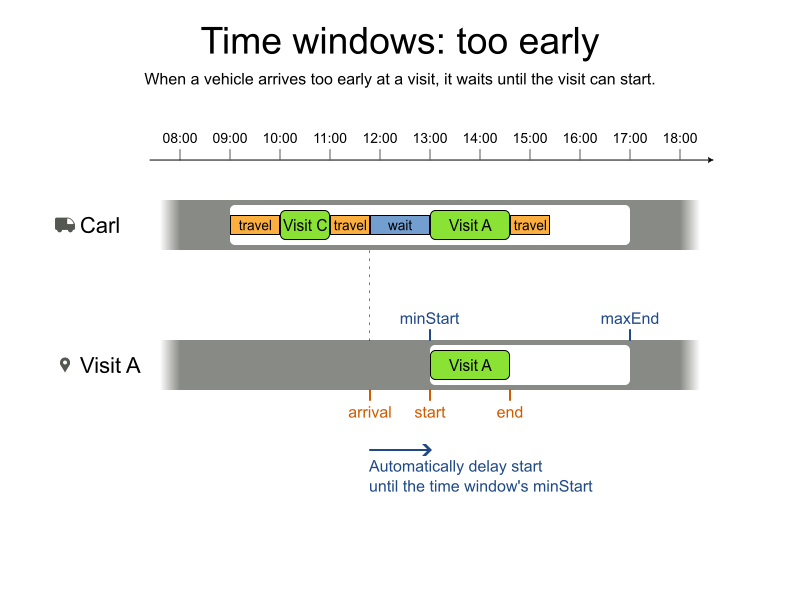 Time windows: too early
When a vehicle arrives too early at a visit, it waits until the visit can start.
08:00 09:00 10:00 11:00 12:00 13:00 14:00 15:00 16:00 17:00 18:00
Carl travel Visit C travel wait Visit A travel
minStart maxEnd
Visit A Visit A
arrival start end
Automatically delay start
until the time window's minStart